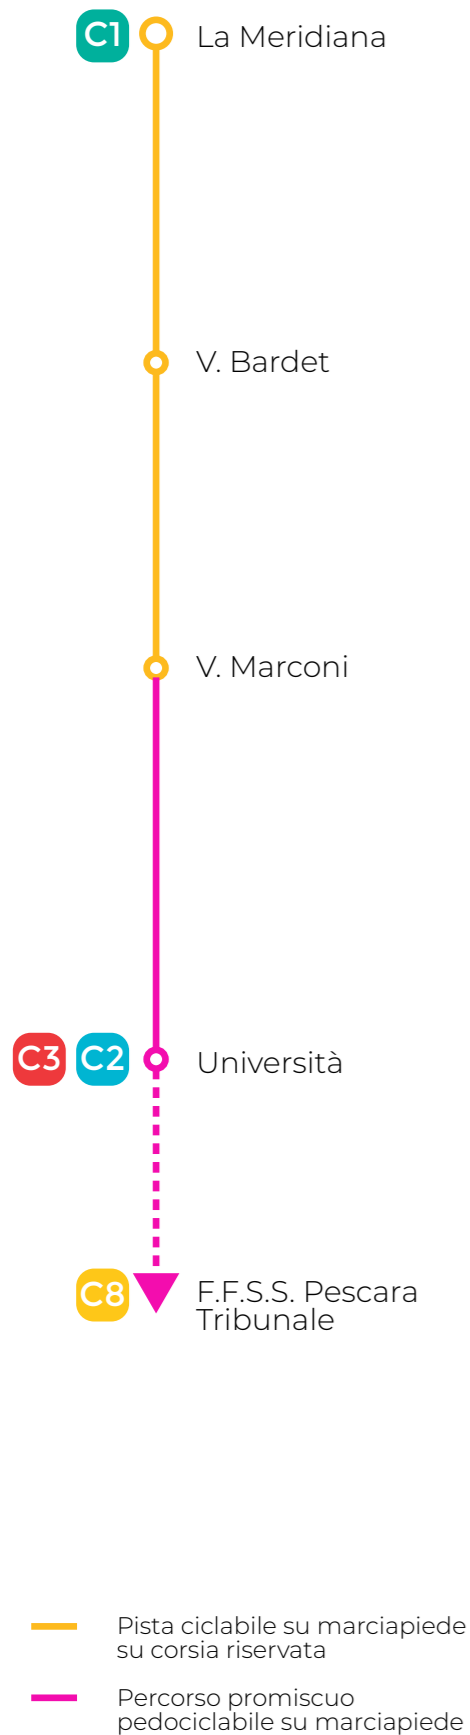 C1 La Meridiana
V. Bardet
V. Marconi
C3 C2 Università
C8 F.F.S.S. Pescara
Tribunale
Pista ciclabile su marciapiede
su corsia riservata
Percorso promiscuo
pedociclabile su marciapiede